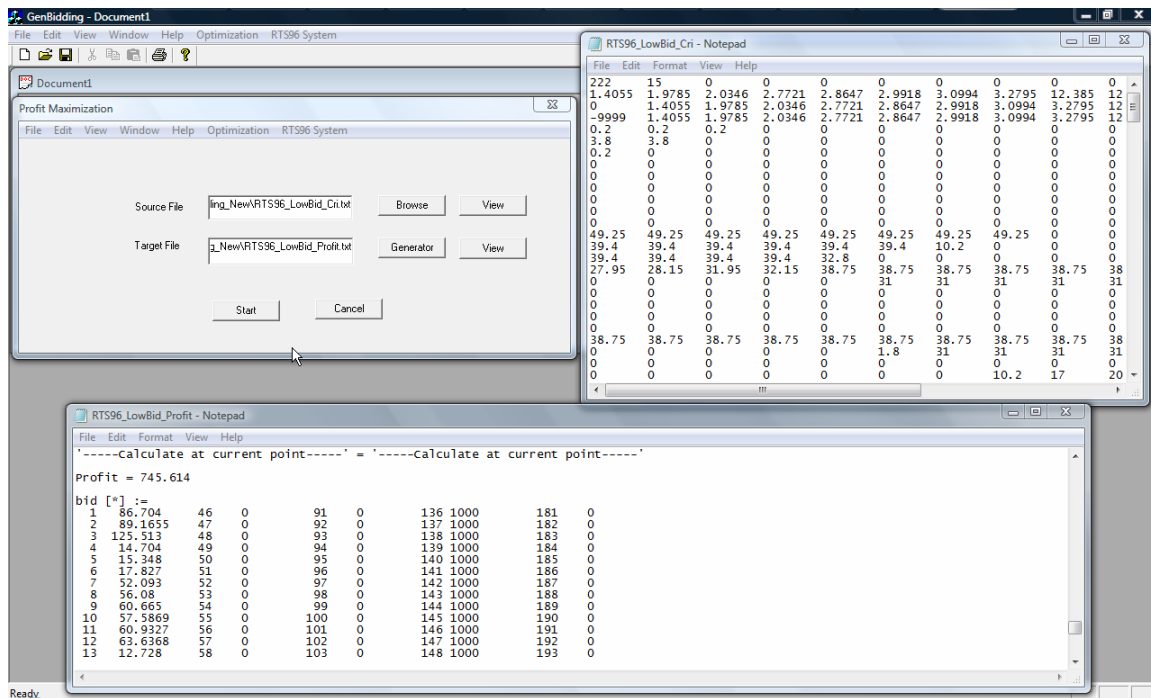 GenBidding - Document1
File Edit View Window Help Optimization RTS96 System
Document1
Profit Maximization
File Edit View Window Help Optimization RTS96 System
Source File ling_New\RTS96_LowBid_Cri.txt Browse View
Target File g_New\RTS96_LowBid_Profit.txt Generator View
Start Cancel
RTS96_LowBid_Cri - Notepad
File Edit Format View Help
222 15 0 0 0 0 0 0 0 0
1.4055 1.9785 2.0346 2.7721 2.8647 2.9918 3.0994 3.2795 12.385 12
0 1.4055 1.9785 2.0346 2.7721 2.8647 2.9918 3.0994 3.2795 12
-9999 1.4055 1.9785 2.0346 2.7721 2.8647 2.9918 3.0994 3.2795 12
0.2 0.2 0.2 0 0 0 0 0 0 0
3.8 3.8 0 0 0 0 0 0 0 0
0.2 0 0 0 0 0 0 0 0 0
0 0 0 0 0 0 0 0 0 0
0 0 0 0 0 0 0 0 0 0
0 0 0 0 0 0 0 0 0 0
0 0 0 0 0 0 0 0 0 0
0 0 0 0 0 0 0 0 0 0
0 0 0 0 0 0 0 0 0 0
49.25 49.25 49.25 49.25 49.25 49.25 49.25 49.25 0 0
39.4 39.4 39.4 39.4 39.4 39.4 10.2 0 0 0
39.4 39.4 39.4 39.4 32.8 0 0 0 0 0
27.95 28.15 31.95 32.15 38.75 38.75 38.75 38.75 38.75 38
0 0 0 0 0 31 31 31 31 31
0 0 0 0 0 0 0 0 0 0
0 0 0 0 0 0 0 0 0 0
0 0 0 0 0 0 0 0 0 0
0 0 0 0 0 0 0 0 0 0
38.75 38.75 38.75 38.75 38.75 38.75 38.75 38.75 38.75 38
0 0 0 0 0 1.8 31 31 31 31
0 0 0 0 0 0 0 0 0 0
0 0 0 0 0 0 0 10.2 17 20
RTS96_LowBid_Profit - Notepad
File Edit Format View Help
'-----Calculate at current point-----' = '-----Calculate at current point-----'
Profit = 745.614
bid [*] :=
1 86.704 46 0 91 0 136 1000 181 0
2 89.1655 47 0 92 0 137 1000 182 0
3 125.513 48 0 93 0 138 1000 183 0
4 14.704 49 0 94 0 139 1000 184 0
5 15.348 50 0 95 0 140 1000 185 0
6 17.827 51 0 96 0 141 1000 186 0
7 52.093 52 0 97 0 142 1000 187 0
8 56.08 53 0 98 0 143 1000 188 0
9 60.665 54 0 99 0 144 1000 189 0
10 57.5869 55 0 100 0 145 1000 190 0
11 60.9327 56 0 101 0 146 1000 191 0
12 63.6368 57 0 102 0 147 1000 192 0
13 12.728 58 0 103 0 148 1000 193 0
Ready